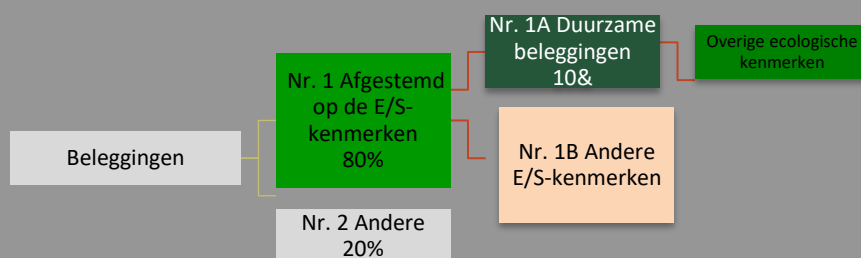 Beleggingen
Nr. 1 Afgestemd
op de E/S-
kenmerken
80%
Nr. 2 Andere
20%
Nr. 1A Duurzame
beleggingen
10&
Nr. 1B Andere
E/S-kenmerken
Overige ecologische
kenmerken